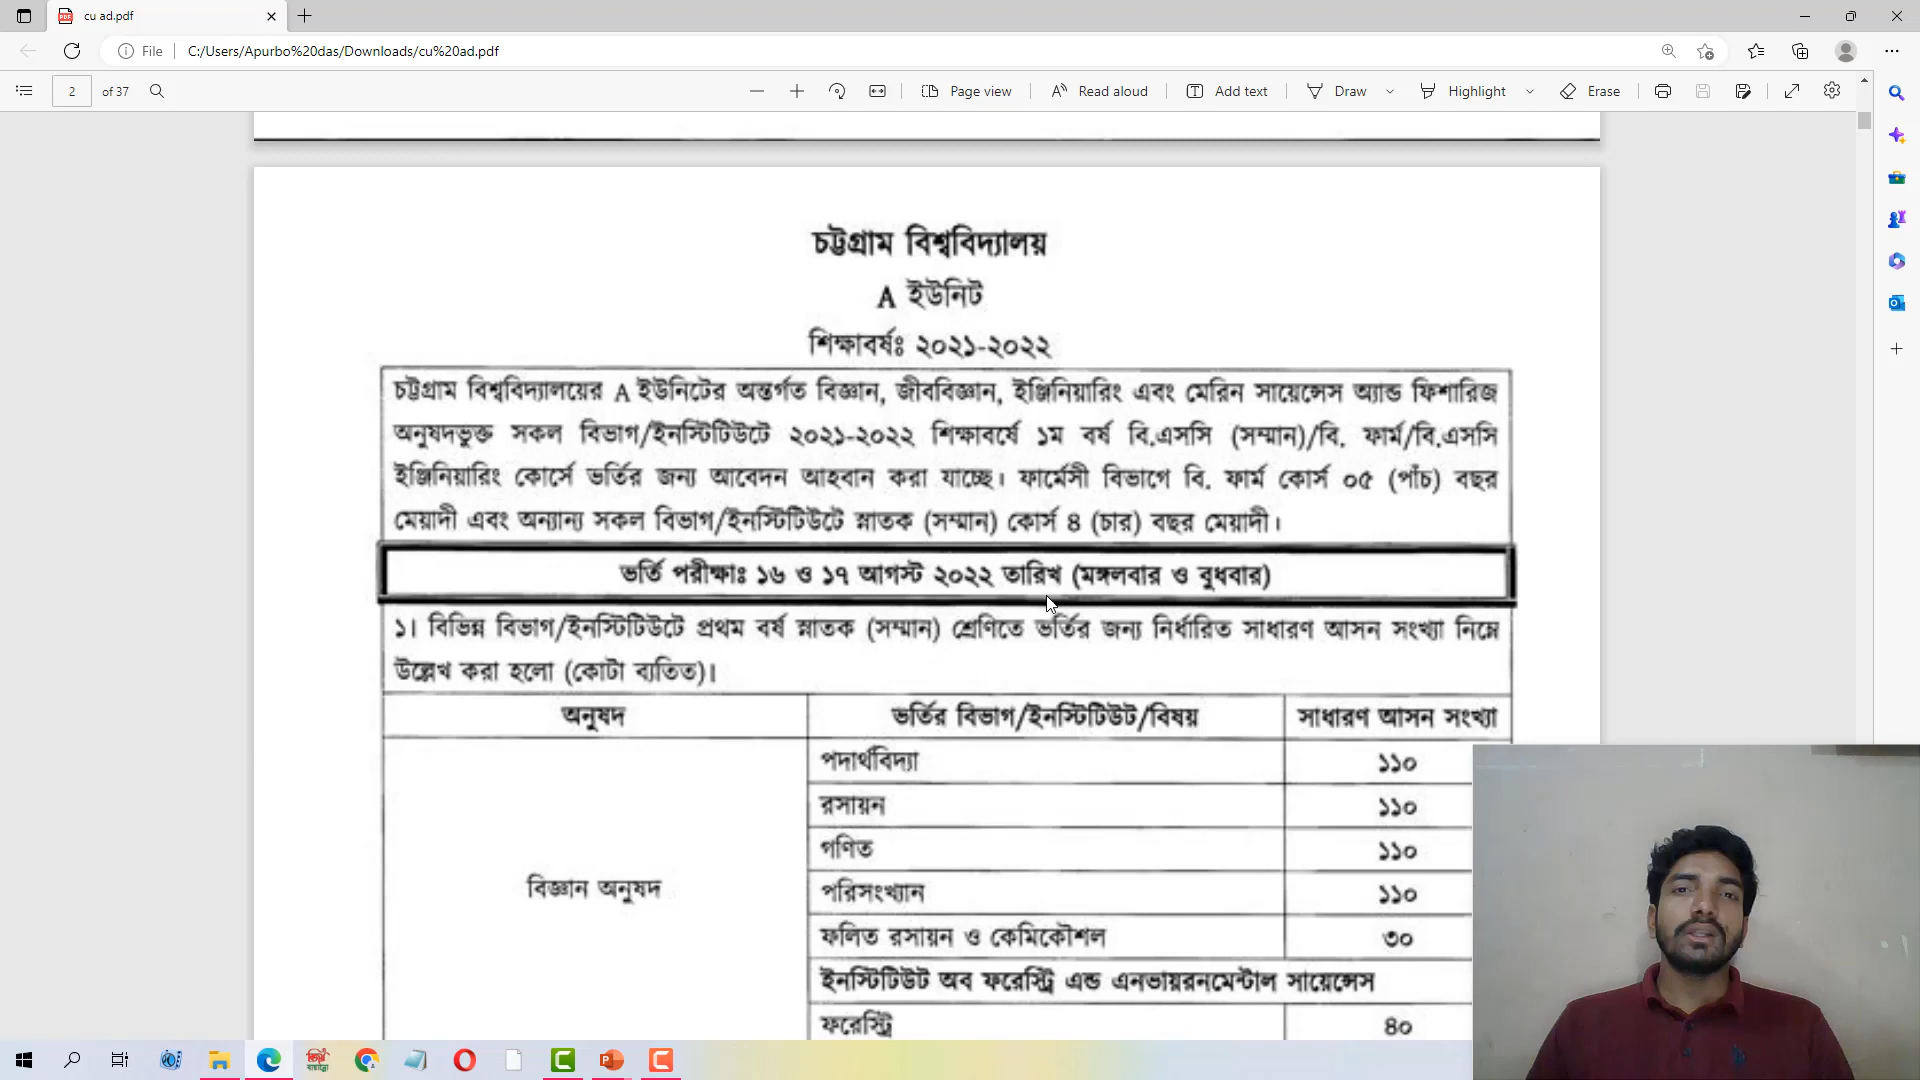 cu ad.pdf
File
C:/Users/Apurbo%20das/Downloads/cu%20ad.pdf
2
of 37
Page view
Read aloud
Add text
Draw
Highlight
Erase
চট্টগ্রাম বিশ্ববিদ্যালয়
A ইউনিট
শিক্ষাবর্ষঃ ২০২১-২০২২
চট্টগ্রাম বিশ্ববিদ্যালয়ের A ইউনিটের অন্তর্গত বিজ্ঞান, জীববিজ্ঞান, ইঞ্জিনিয়ারিং এবং মেরিন সায়েন্সেস অ্যান্ড ফিশারিজ
অনুষদভুক্ত সকল বিভাগ/ইনস্টিটিউটে ২০২১-২০২২ শিক্ষাবর্ষে ১ম বর্ষ বি.এসসি (সম্মান)/বি. ফার্ম/বি.এসসি
ইঞ্জিনিয়ারিং কোর্সে ভর্তির জন্য আবেদন আহবান করা যাচ্ছে। ফার্মেসী বিভাগে বি. ফার্ম কোর্স ০৫ (পাঁচ) বছর
মেয়াদী এবং অন্যান্য সকল বিভাগ/ইনস্টিটিউটে স্নাতক (সম্মান) কোর্স ৪ (চার) বছর মেয়াদী।
ভর্তি পরীক্ষাঃ ১৬ ও ১৭ আগস্ট ২০২২ তারিখ (মঙ্গলবার ও বুধবার)
১। বিভিন্ন বিভাগ/ইনস্টিটিউটে প্রথম বর্ষ স্নাতক (সম্মান) শ্রেণিতে ভর্তির জন্য নির্ধারিত সাধারণ আসন সংখ্যা নিম্নে
উল্লেখ করা হলো (কোটা ব্যতিত)।
অনুষদ ভর্তির বিভাগ/ইনস্টিটিউট/বিষয় সাধারণ আসন সংখ্যা
পদার্থবিদ্যা ১১০
রসায়ন ১১০
গণিত ১১০
বিজ্ঞান অনুষদ
পরিসংখ্যান ১১০
ফলিত রসায়ন ও কেমিকৌশল ৩০
ইনস্টিটিউট অব ফরেস্ট্রি এন্ড এনভায়রনমেন্টাল সায়েন্সেস
ফরেস্ট্রি ৪০